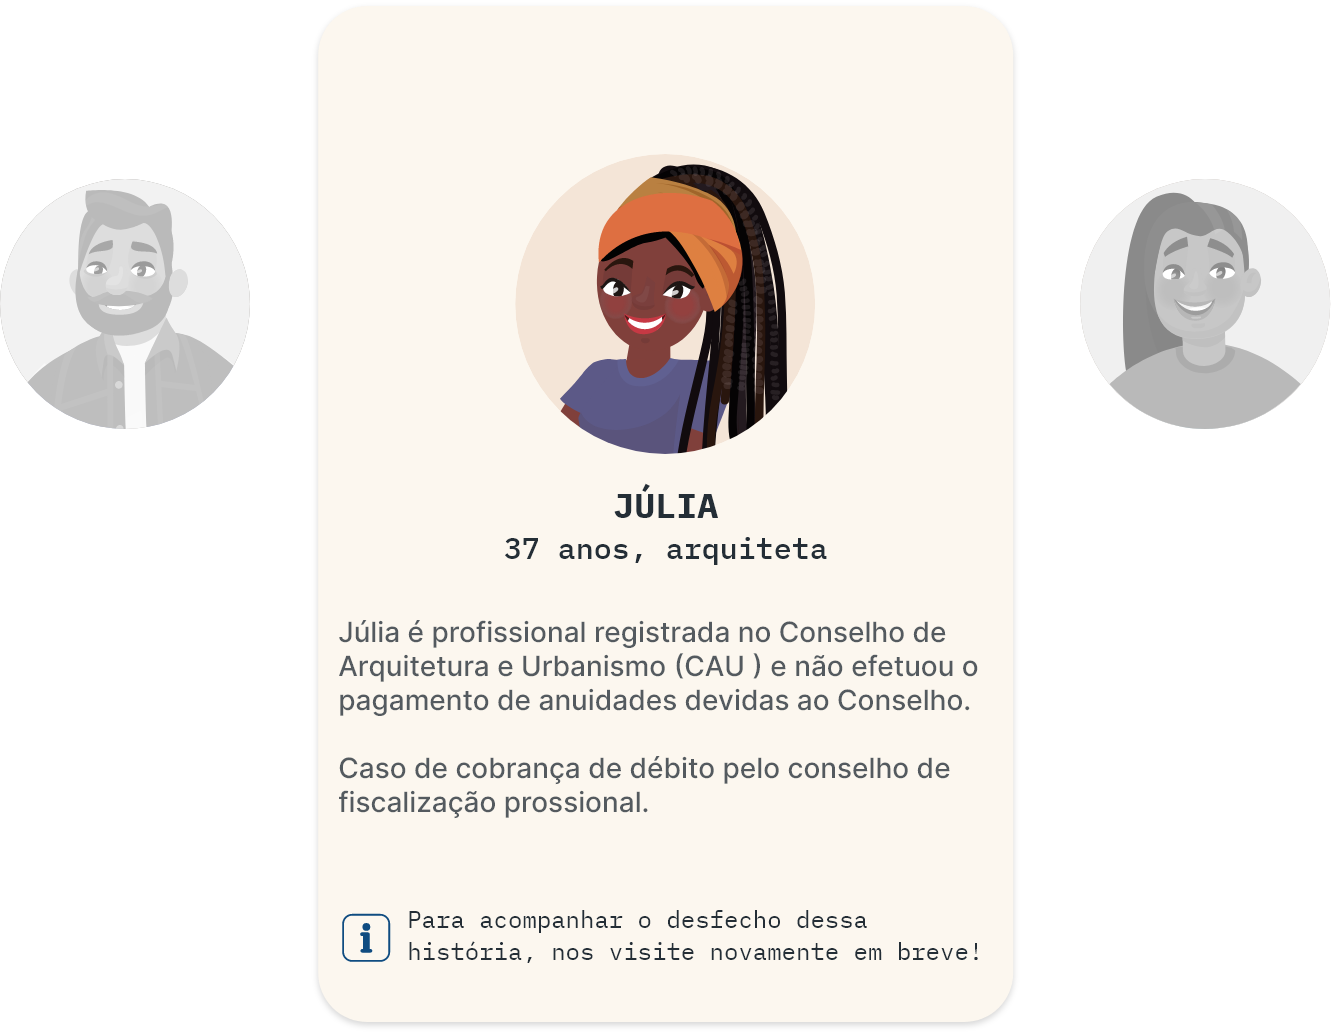 JÚLIA
37 anos, arquiteta
Júlia é profissional registrada no Conselho de
Arquitetura e Urbanismo (CAU ) e não efetuou o
pagamento de anuidades devidas ao Conselho.
Caso de cobrança de débito pelo conselho de
fiscalização prossional.
Para acompanhar o desfecho dessa
história, nos visite novamente em breve!